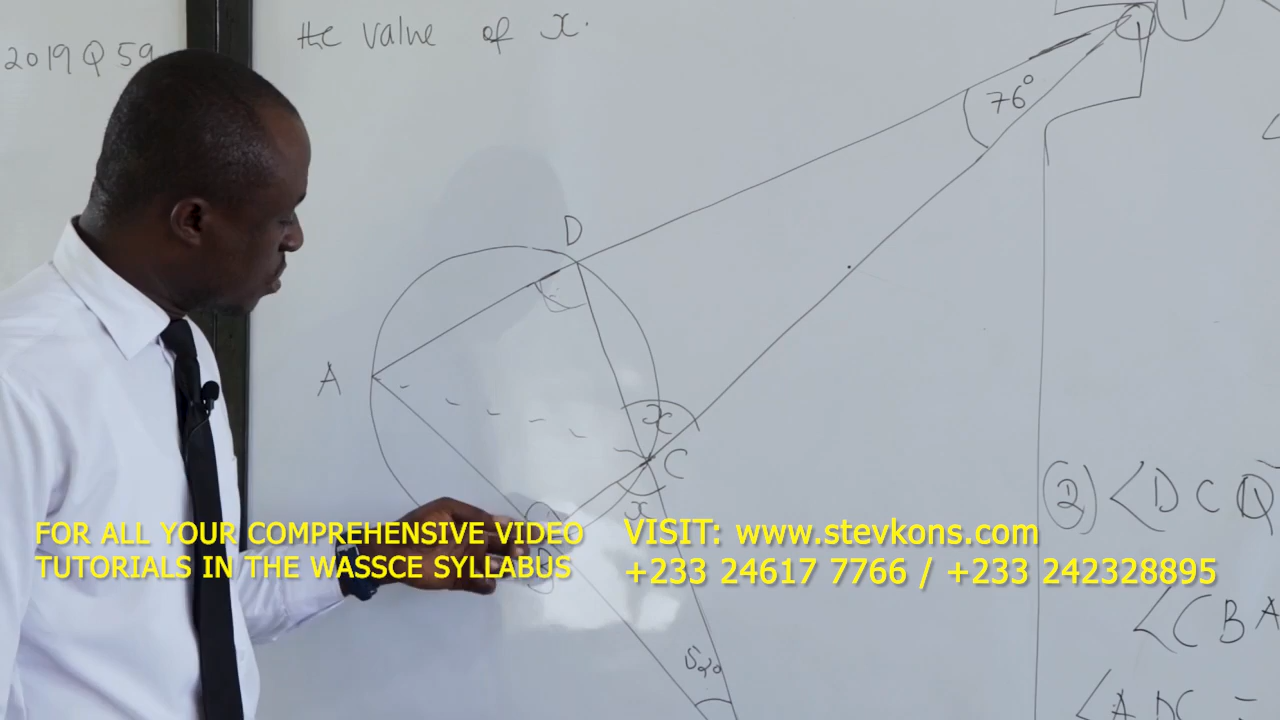 2019 Q 59
the value of x.
Q
76°
D
A
x
C
x
52°
② <DCQ
<CBA
<ADC =
FOR ALL YOUR COMPREHENSIVE VIDEO
TUTORIALS IN THE WASSCE SYLLABUS
VISIT: www.stevkons.com
+233 24617 7766 / +233 242328895